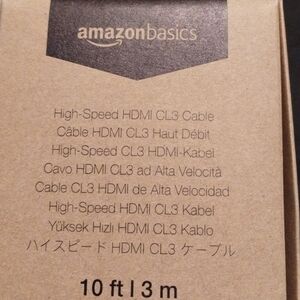 amazonbasics
High-Speed HDMI CL3 Cable
Câble HDMI CL3 Haut Débit
High-Speed CL3 HDMI-Kabel
Cavo HDMI CL3 ad Alta Velocità
Cable CL3 HDMI de Alta Velocidad
High-Speed HDMI CL3 Kabel
Yüksek Hızlı HDMI CL3 Kablo
ハイスピード HDMI CL3 ケーブル
10 ft | 3 m